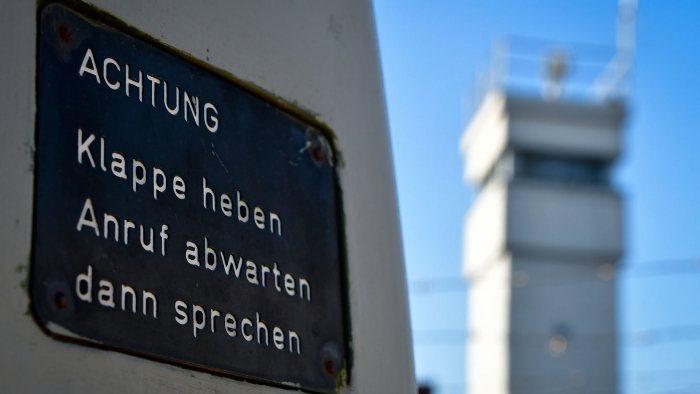 ACHTUNG
Klappe heben
Anruf abwarten
dann sprechen